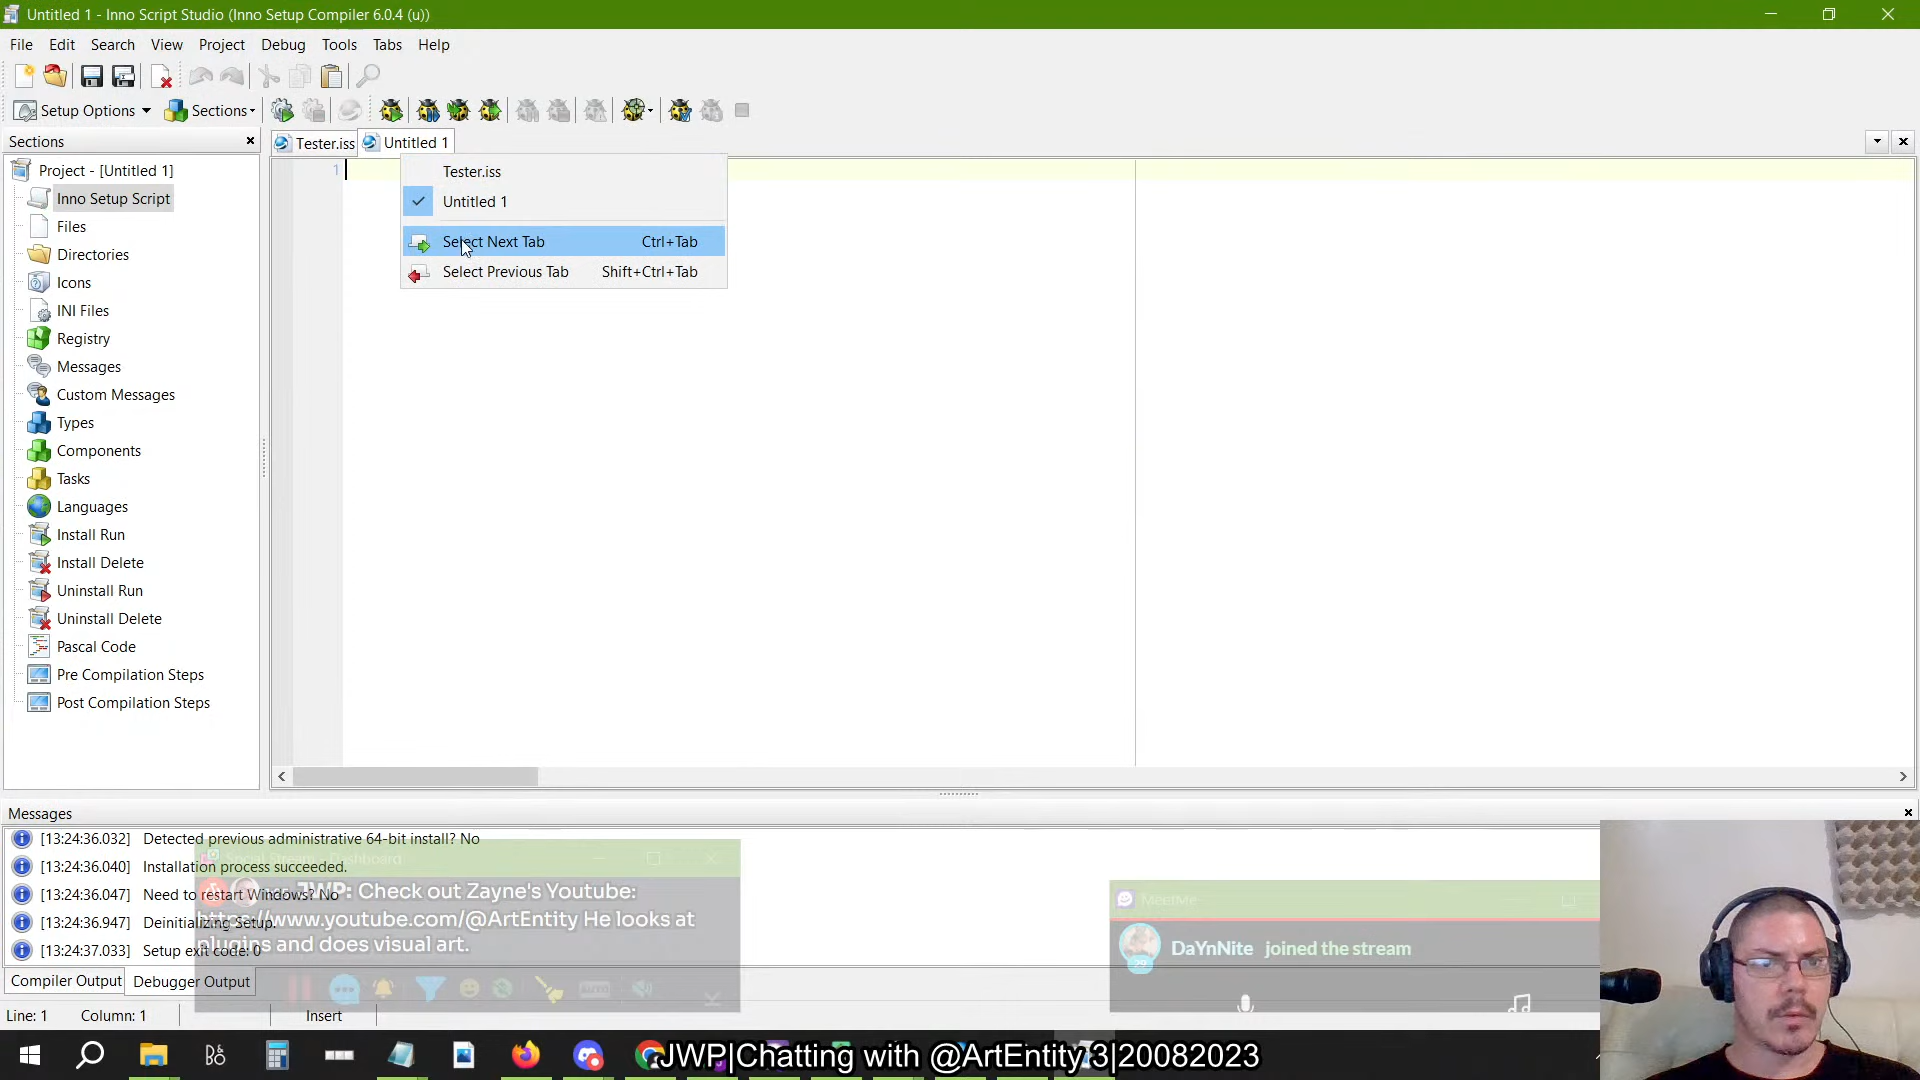 Untitled 1 - Inno Script Studio (Inno Setup Compiler 6.0.4 (u))
File Edit Search View Project Debug Tools Tabs Help
Setup Options Sections
Sections
Tester.iss Untitled 1
Project - [Untitled 1]
Inno Setup Script
Files
Directories
Icons
INI Files
Registry
Messages
Custom Messages
Types
Components
Tasks
Languages
Install Run
Install Delete
Uninstall Run
Uninstall Delete
Pascal Code
Pre Compilation Steps
Post Compilation Steps
1
Tester.iss
Untitled 1
Select Next Tab Ctrl+Tab
Select Previous Tab Shift+Ctrl+Tab
Messages
[13:24:36.032] Detected previous administrative 64-bit install? No
[13:24:36.040] Installation process succeeded.
[13:24:36.047] Need to restart Windows? No
[13:24:36.947] Deinitializing Setup.
[13:24:37.033] Setup exit code: 0
JWP: Check out Zayne's Youtube:
https://www.youtube.com/@ArtEntity He looks at
plugins and does visual art.
AUTO
MeetMe
29
DaYnNite joined the stream
Compiler Output Debugger Output
Line: 1 Column: 1 Insert
JWP|Chatting with @ArtEntity 3|20082023